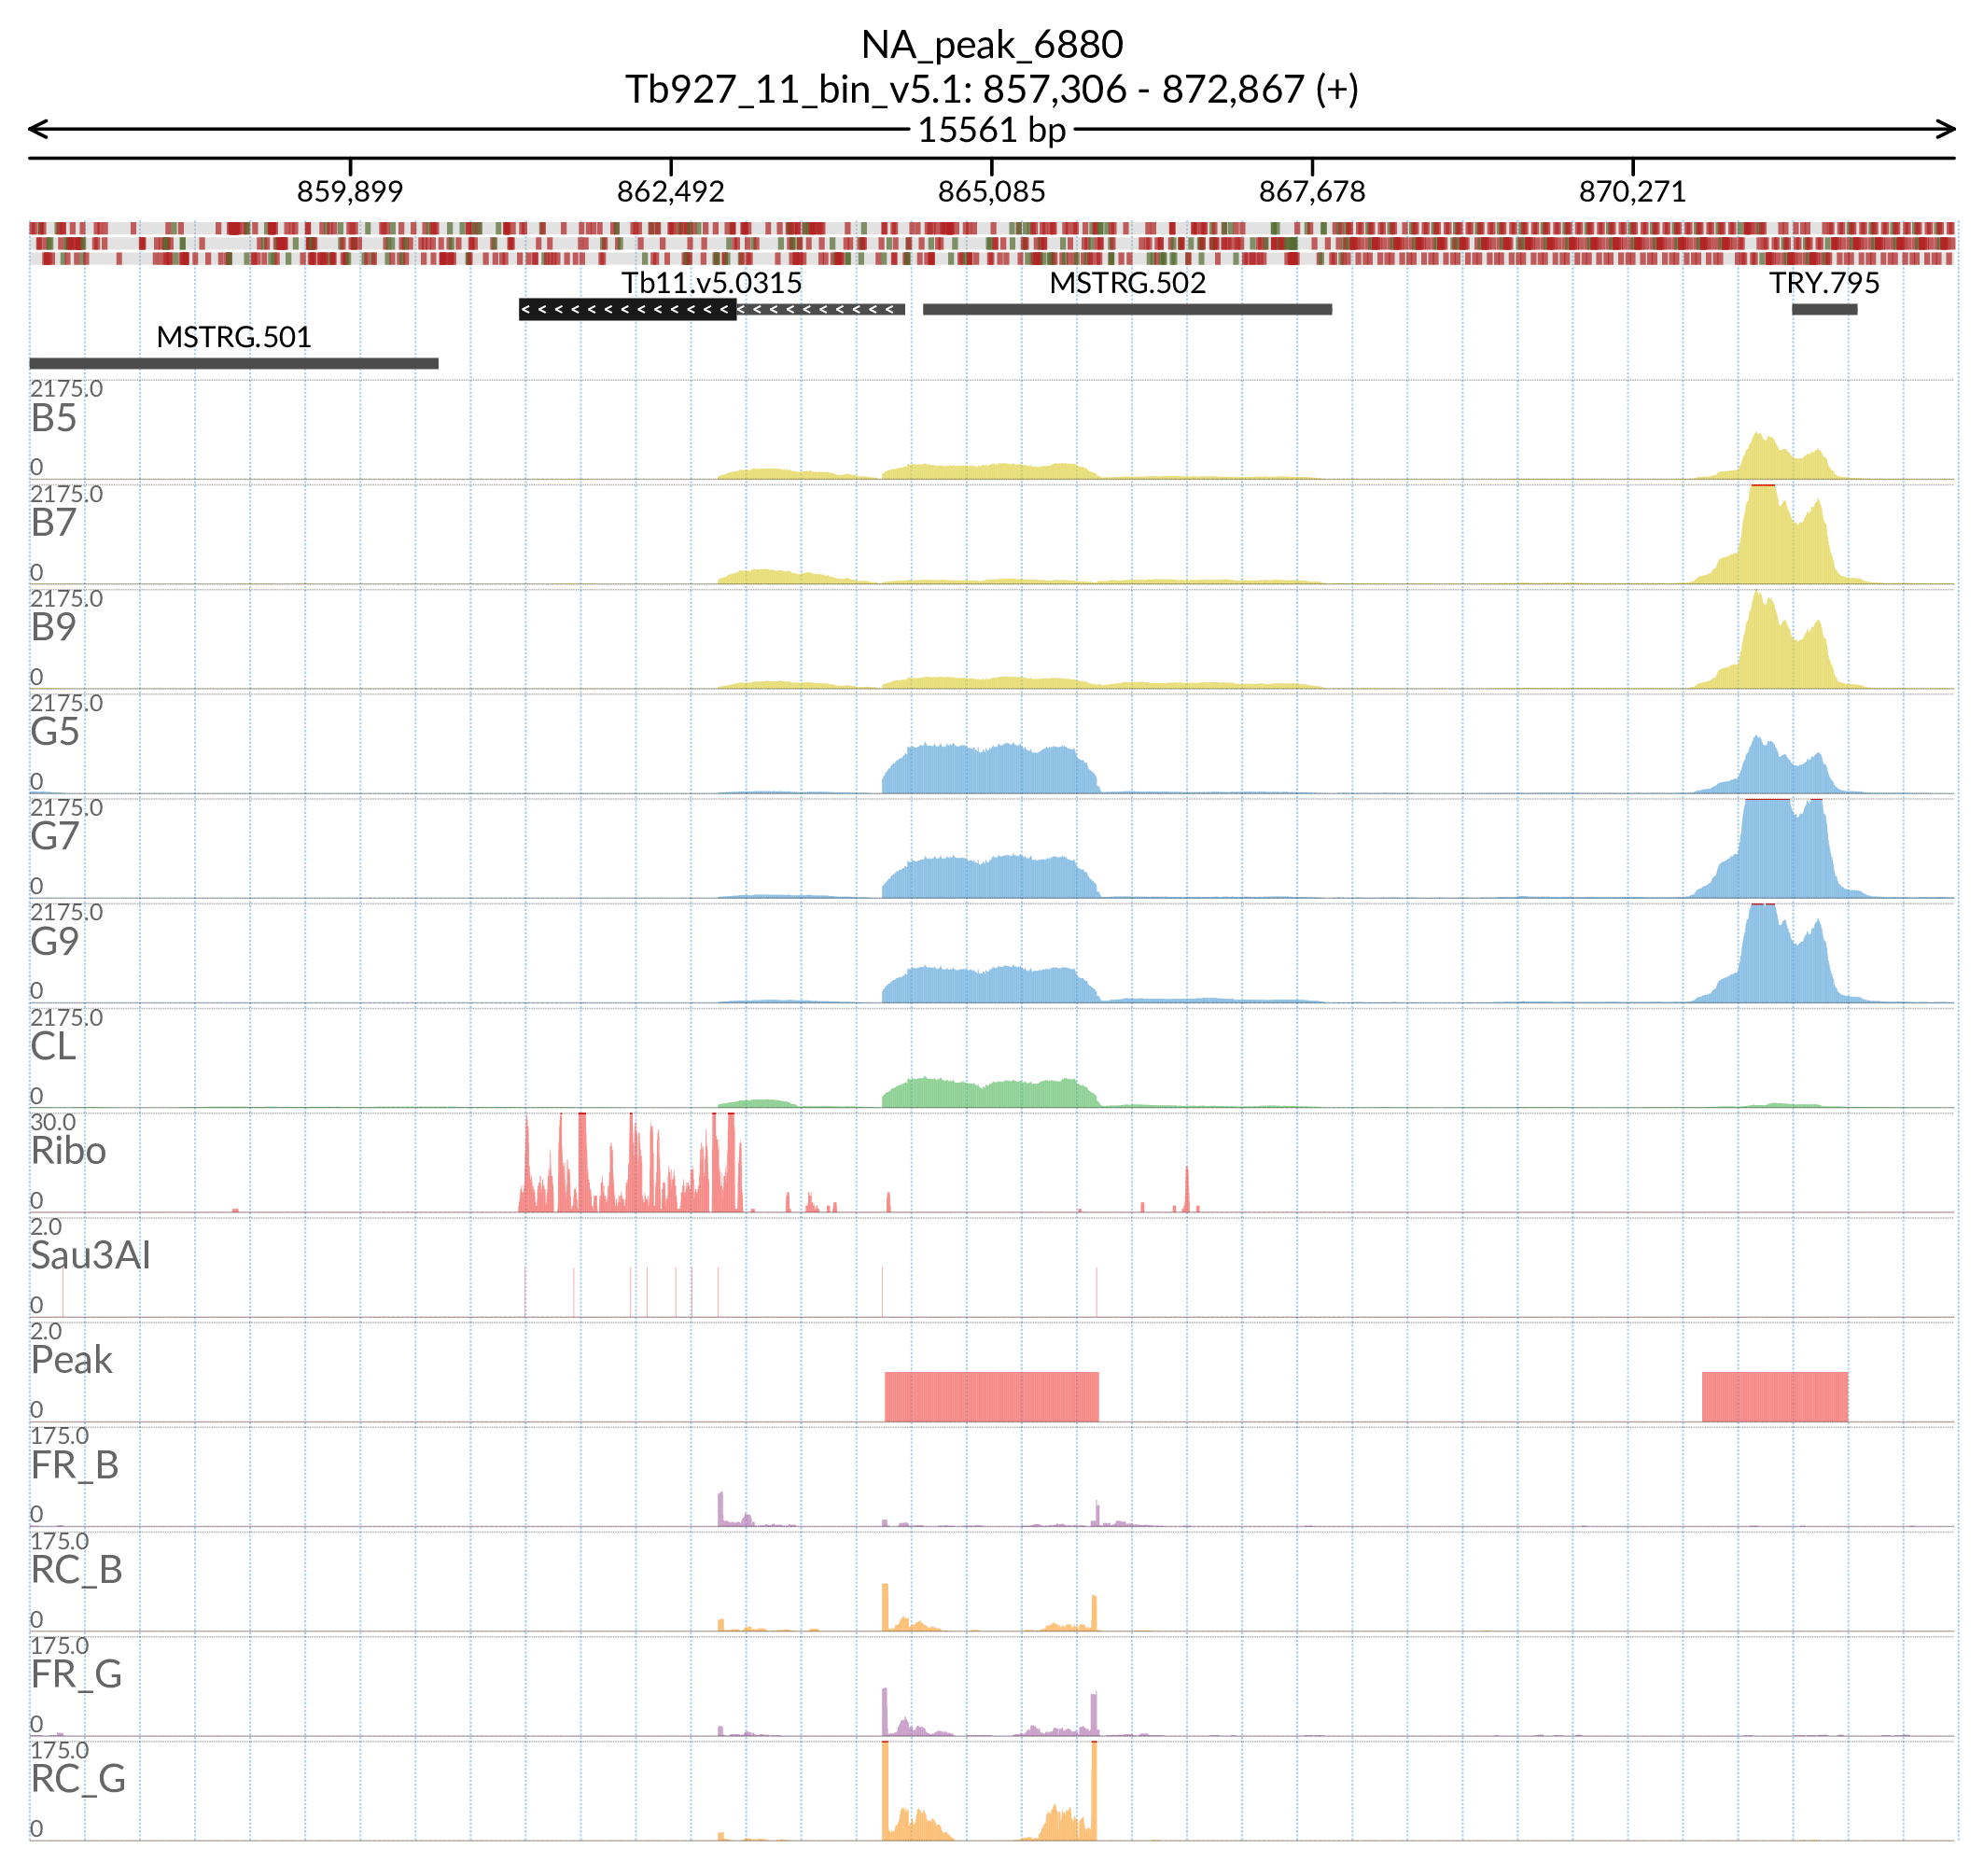 NA_peak_6880
Tb927_11_bin_v5.1: 857,306 - 872,867 (+)
15561 bp
859,899 862,492 865,085 867,678 870,271
Tb11.v5.0315 MSTRG.502 TRY.795
MSTRG.501
2175.0
B5
0
2175.0
B7
0
2175.0
B9
0
2175.0
G5
0
2175.0
G7
0
2175.0
G9
0
2175.0
CL
0
30.0
Ribo
0
2.0
Sau3AI
0
2.0
Peak
0
175.0
FR_B
0
175.0
RC_B
0
175.0
FR_G
0
175.0
RC_G
0